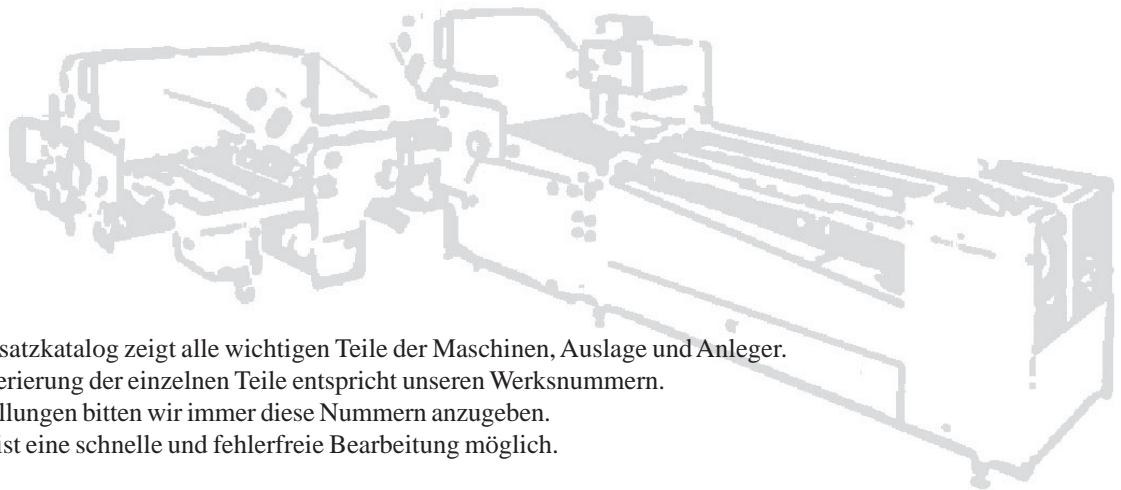 satzkatalog zeigt alle wichtigen Teile der Maschinen, Auslage und Anleger.
erierung der einzelnen Teile entspricht unseren Werksnummern.
llungen bitten wir immer diese Nummern anzugeben.
ist eine schnelle und fehlerfreie Bearbeitung möglich.